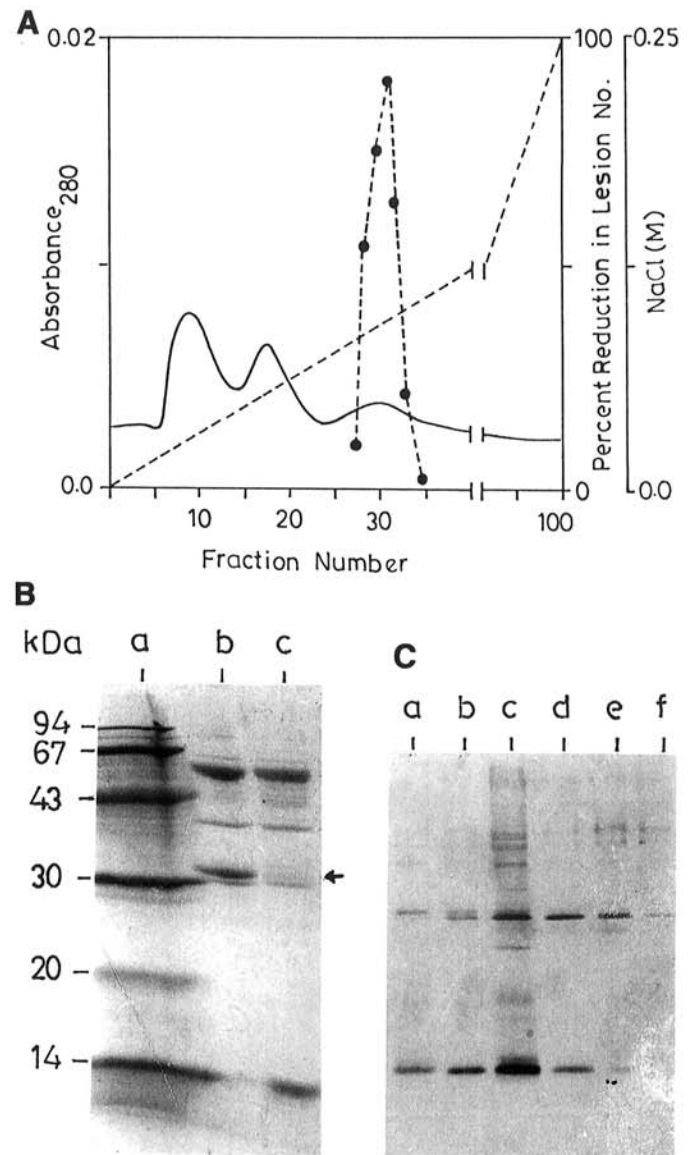 A
0.02
100
0.25
Absorbance280
Percent Reduction in Lesion No.
NaCl (M)
0.0
0
0.0
10 20 30 100
Fraction Number
B
kDa a b c
94
67
43
30
20
14
C
a b c d e f